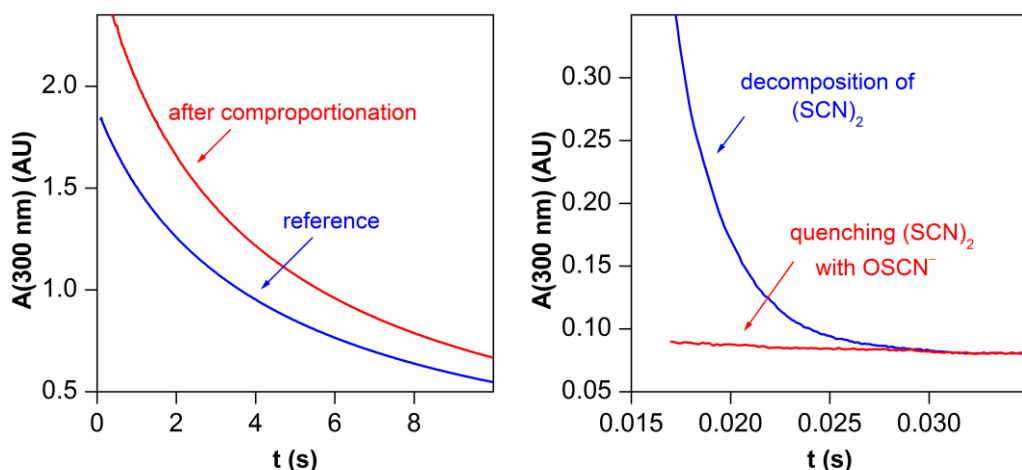 A(300 nm) (AU)
2.0
1.5
1.0
0.5
after comproportionation
reference
0
2
4
6
8
t (s)
A(300 nm) (AU)
0.30
0.25
0.20
0.15
0.10
0.05
decomposition of
(SCN)₂
quenching (SCN)₂
with OSCN⁻
0.015
0.020
0.025
0.030
t (s)